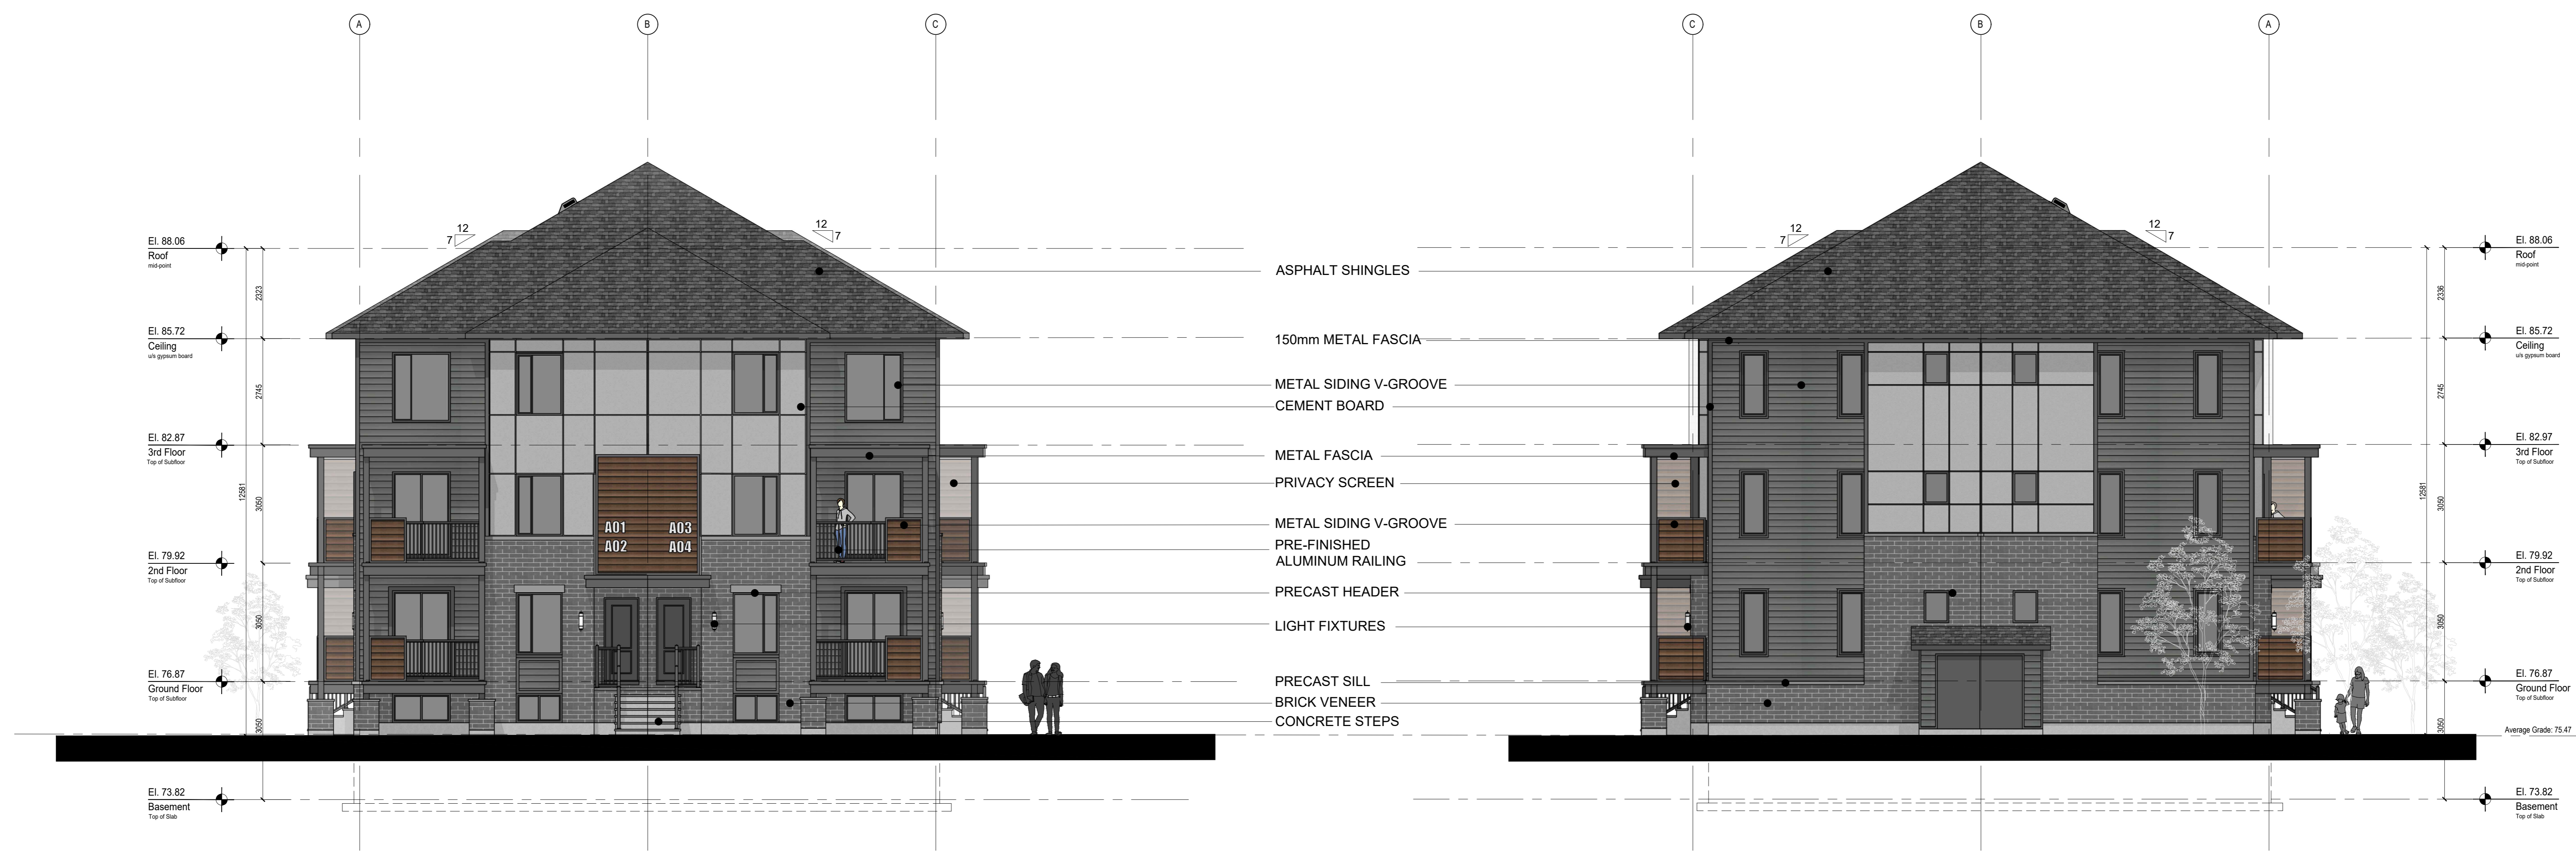 A
B
C
C
B
A
12
7
12
7
12
7
12
7
El. 88.06
Roof
mid-point
El. 85.72
Ceiling
u/s gypsum board
El. 82.87
3rd Floor
Top of Subfloor
El. 79.92
2nd Floor
Top of Subfloor
El. 76.87
Ground Floor
Top of Subfloor
El. 73.82
Basement
Top of Slab
12581
2323
2745
3050
3050
3050
A01
A03
A02
A04
ASPHALT SHINGLES
150mm METAL FASCIA
METAL SIDING V-GROOVE
CEMENT BOARD
METAL FASCIA
PRIVACY SCREEN
METAL SIDING V-GROOVE
PRE-FINISHED
ALUMINUM RAILING
PRECAST HEADER
LIGHT FIXTURES
PRECAST SILL
BRICK VENEER
CONCRETE STEPS
12581
2336
2745
3050
3050
3050
El. 88.06
Roof
mid-point
El. 85.72
Ceiling
u/s gypsum board
El. 82.97
3rd Floor
Top of Subfloor
El. 79.92
2nd Floor
Top of Subfloor
El. 76.87
Ground Floor
Top of Subfloor
Average Grade: 75.47
El. 73.82
Basement
Top of Slab